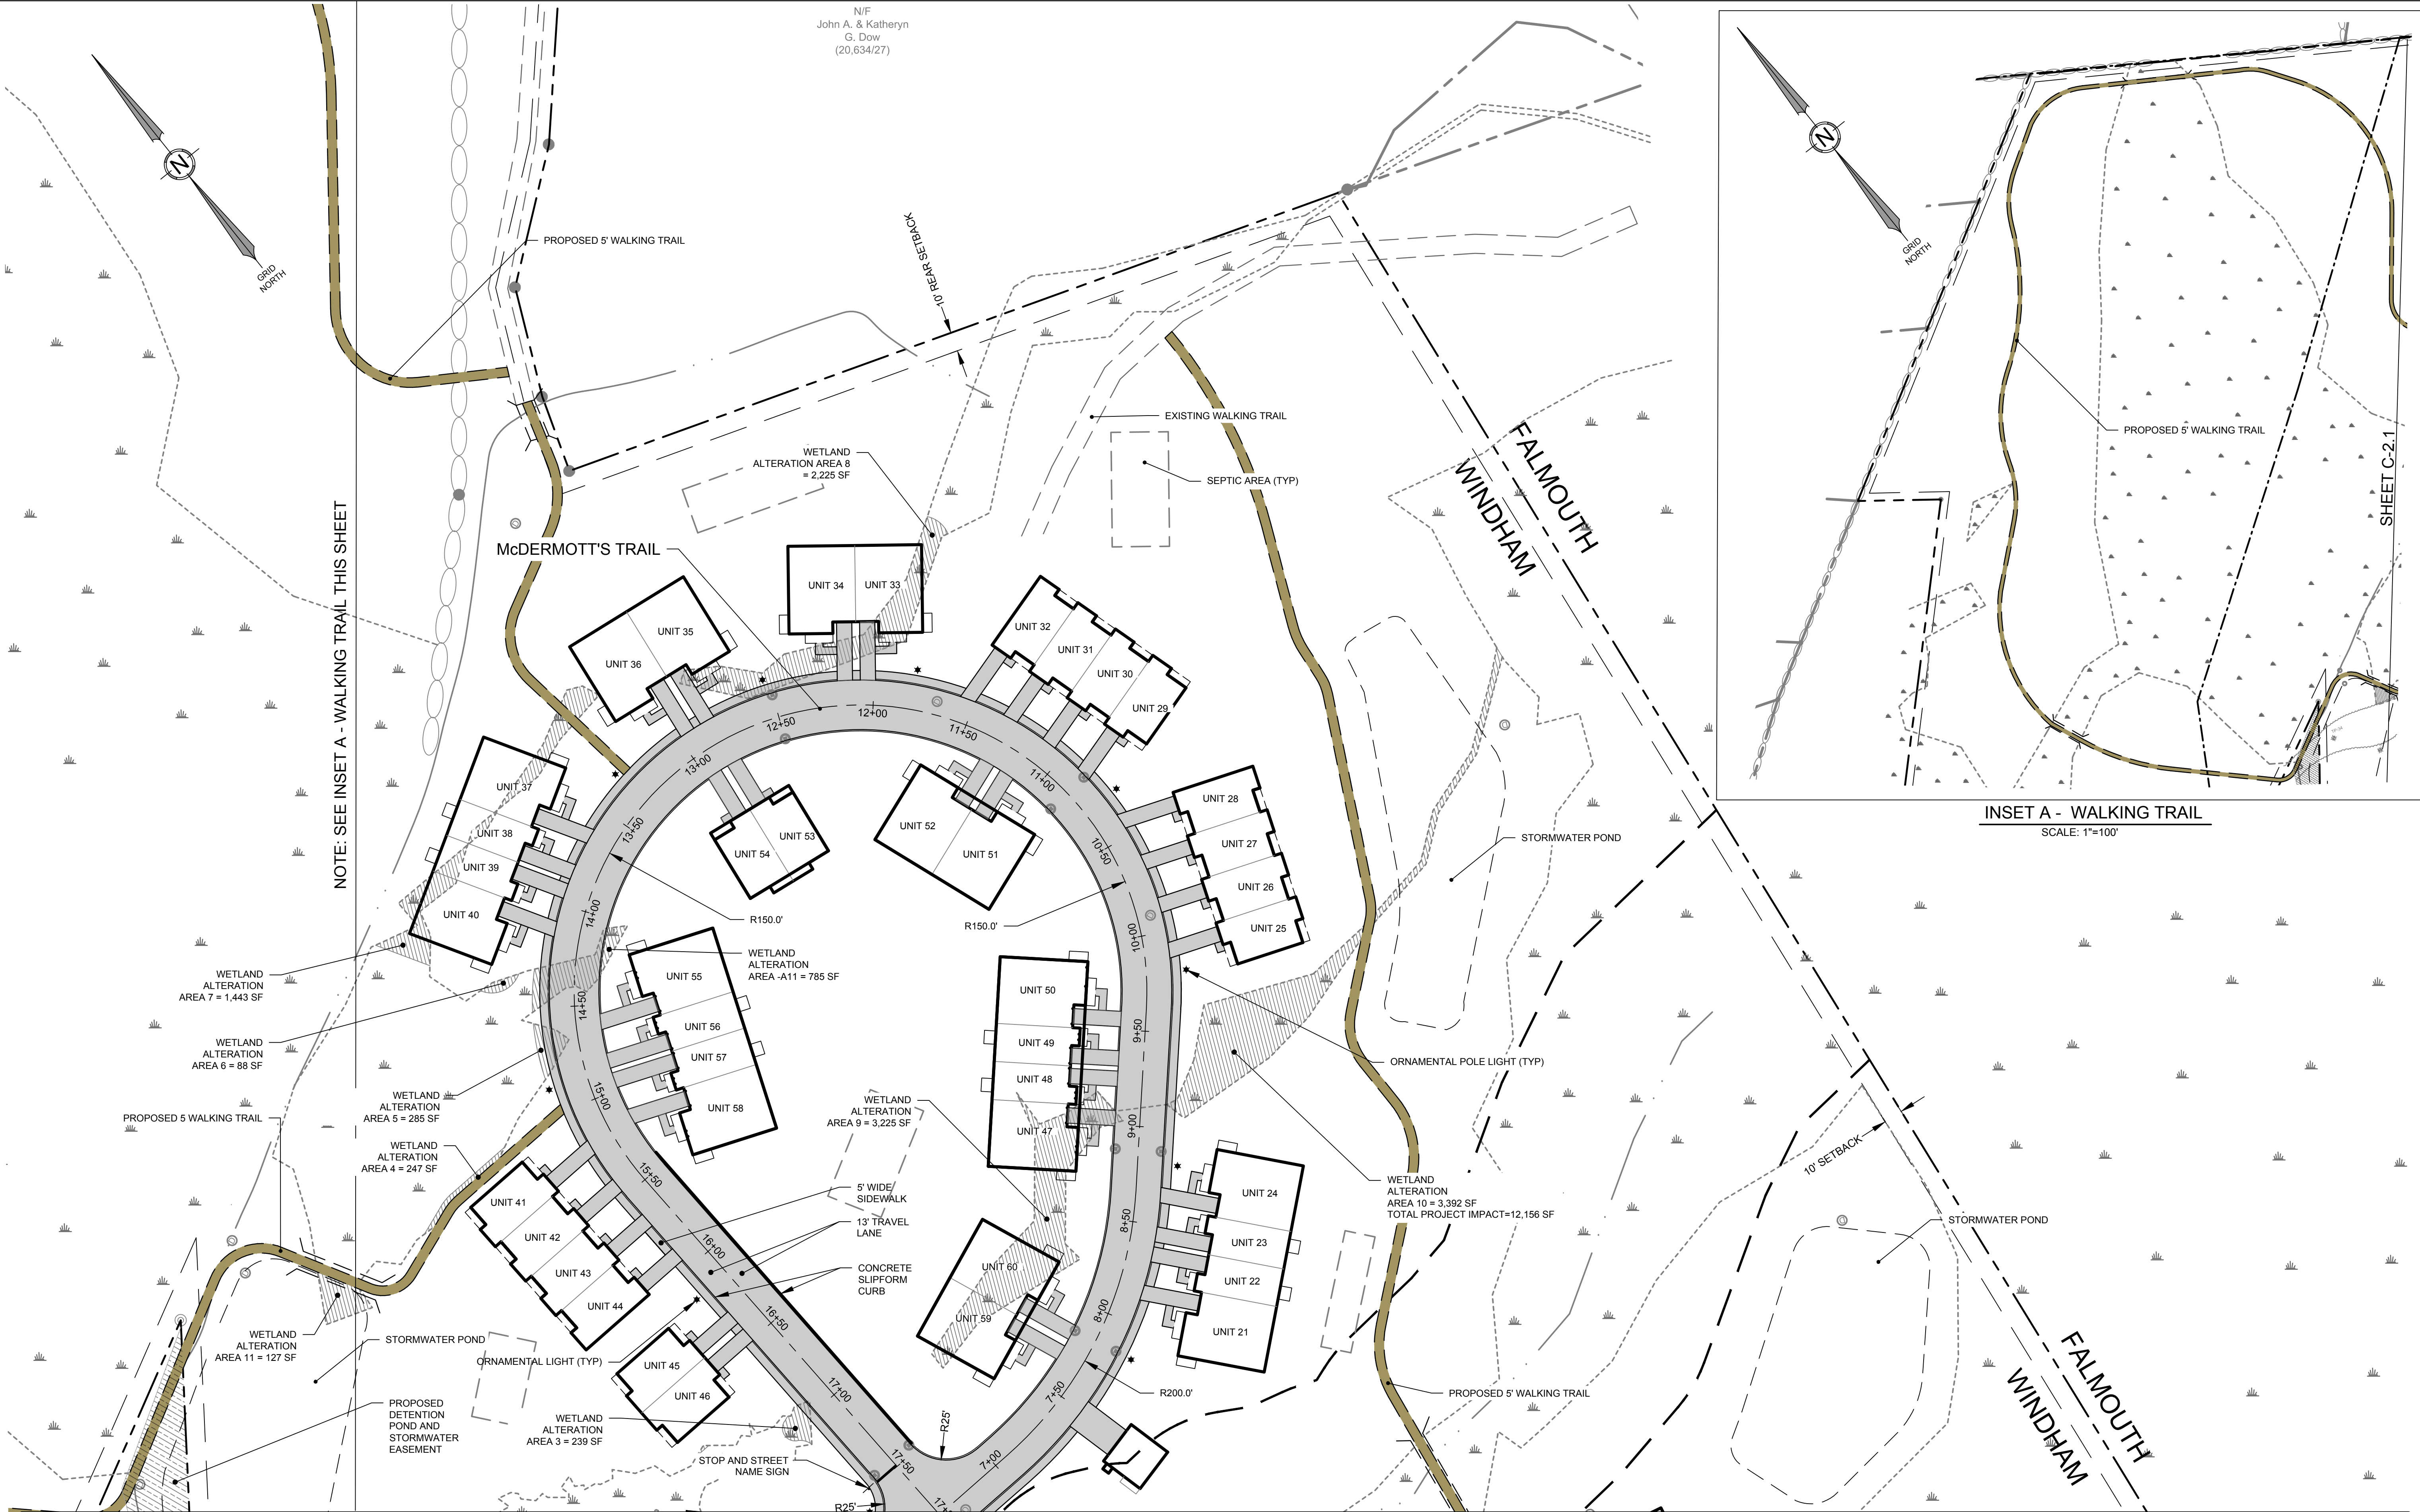 N/F
John A. & Katheryn
G. Dow
(20,634/27)
N
GRID
NORTH
PROPOSED 5' WALKING TRAIL
10' REAR SETBACK
NOTE: SEE INSET A - WALKING TRAIL THIS SHEET
EXISTING WALKING TRAIL
WETLAND
ALTERATION AREA 8
= 2,225 SF
SEPTIC AREA (TYP)
FALMOUTH
WINDHAM
McDERMOTT'S TRAIL
UNIT 34
UNIT 33
UNIT 35
UNIT 36
UNIT 32
UNIT 31
UNIT 30
UNIT 29
12+50
12+00
11+50
13+00
11+00
13+50
10+50
14+00
10+00
14+50
9+50
15+00
9+00
15+50
8+50
16+00
8+00
16+50
7+50
17+00
7+00
17+50
UNIT 37
UNIT 38
UNIT 39
UNIT 40
UNIT 53
UNIT 54
UNIT 52
UNIT 51
UNIT 28
UNIT 27
UNIT 26
UNIT 25
STORMWATER POND
R150.0'
R150.0'
WETLAND
ALTERATION
AREA -A11 = 785 SF
WETLAND
ALTERATION
AREA 7 = 1,443 SF
WETLAND
ALTERATION
AREA 6 = 88 SF
UNIT 55
UNIT 56
UNIT 57
UNIT 58
UNIT 50
UNIT 49
UNIT 48
UNIT 47
ORNAMENTAL POLE LIGHT (TYP)
WETLAND
ALTERATION
AREA 5 = 285 SF
PROPOSED 5 WALKING TRAIL
WETLAND
ALTERATION
AREA 9 = 3,225 SF
WETLAND
ALTERATION
AREA 4 = 247 SF
10' SETBACK
WETLAND
ALTERATION
AREA 10 = 3,392 SF
TOTAL PROJECT IMPACT=12,156 SF
UNIT 41
UNIT 42
UNIT 43
UNIT 44
5' WIDE
SIDEWALK
13' TRAVEL
LANE
CONCRETE
SLIPFORM
CURB
UNIT 24
UNIT 23
UNIT 22
UNIT 21
STORMWATER POND
UNIT 60
UNIT 59
WETLAND
ALTERATION
AREA 11 = 127 SF
STORMWATER POND
ORNAMENTAL LIGHT (TYP)
UNIT 45
UNIT 46
R200.0'
PROPOSED 5' WALKING TRAIL
PROPOSED
DETENTION
POND AND
STORMWATER
EASEMENT
WETLAND
ALTERATION
AREA 3 = 239 SF
R25'
STOP AND STREET
NAME SIGN
R25'
FALMOUTH
WINDHAM
N
GRID
NORTH
PROPOSED 5' WALKING TRAIL
SHEET C-2.1
INSET A - WALKING TRAIL
SCALE: 1"=100'